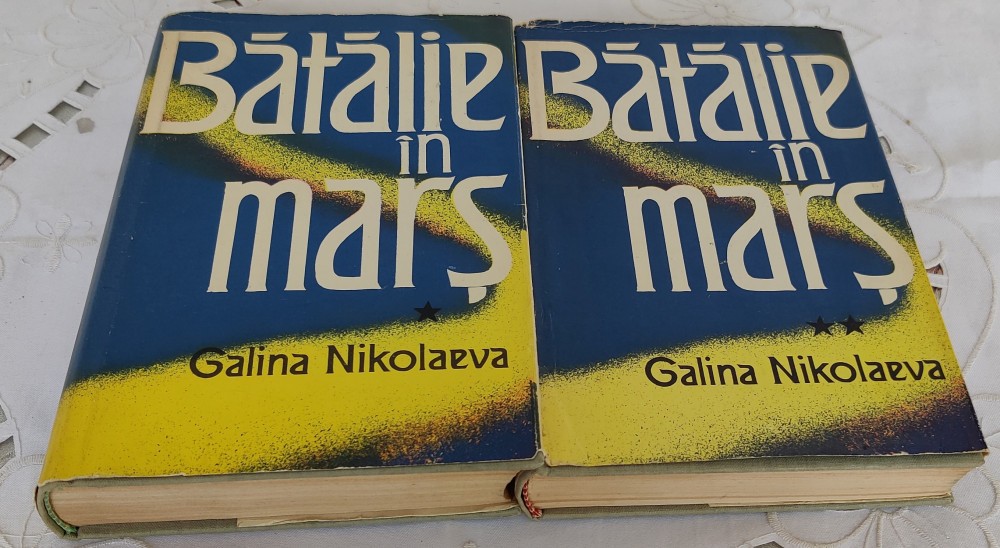 Bătălie
în
marș
Galina Nikolaeva
Bătălie
în
marș
Galina Nikolaeva